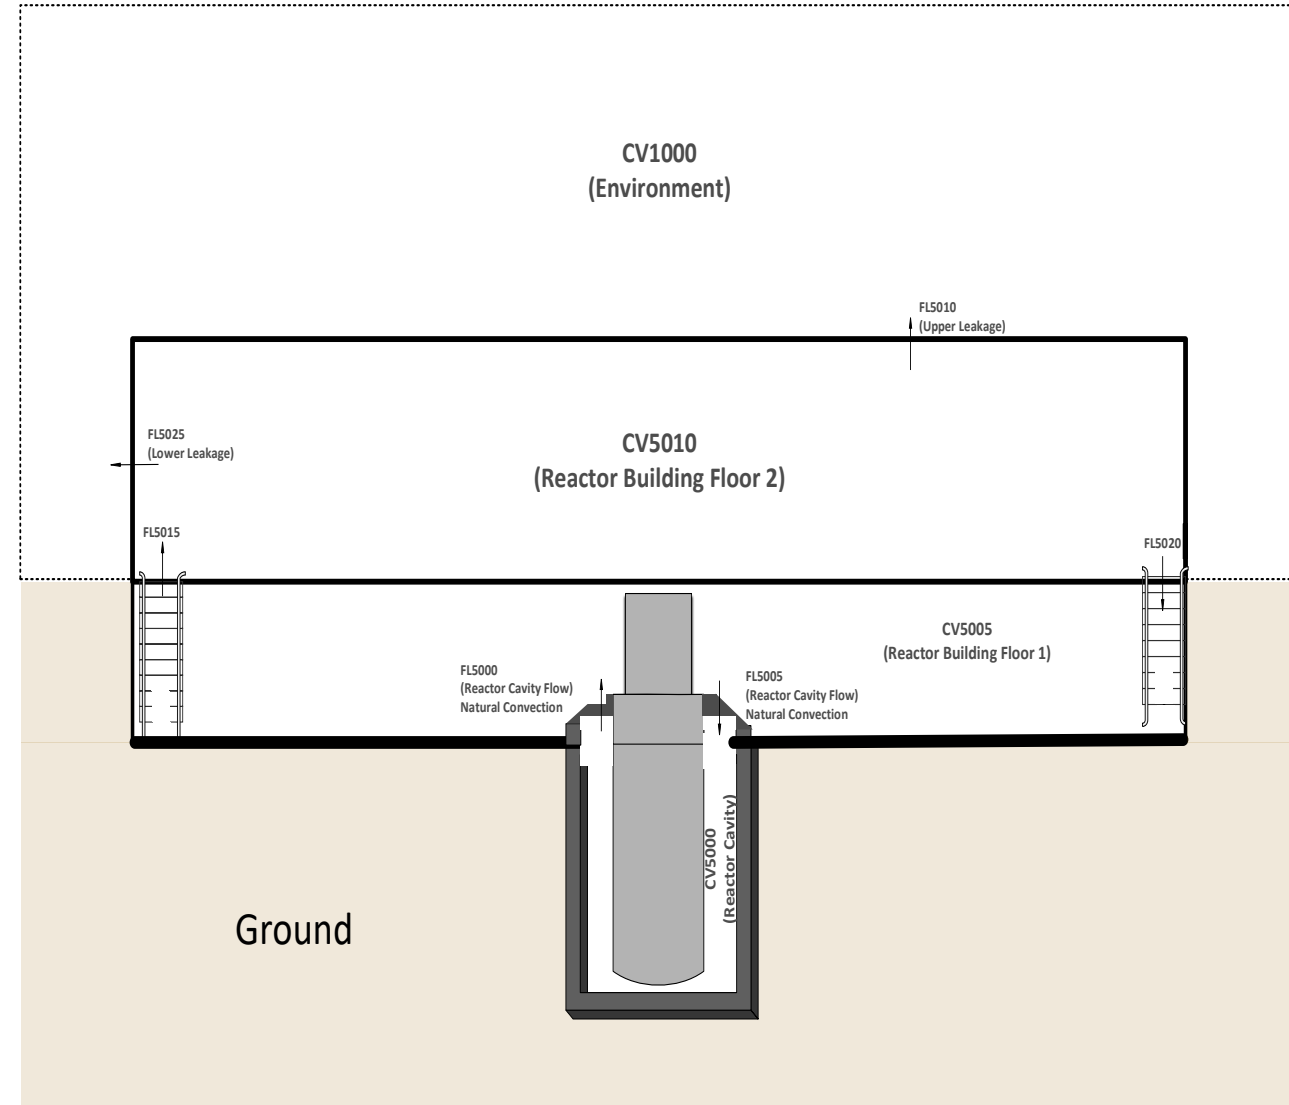 CV1000
(Environment)
FL5010
(Upper Leakage)
FL5025
(Lower Leakage)
CV5010
(Reactor Building Floor 2)
FL5015
FL5020
CV5005
(Reactor Building Floor 1)
FL5000
(Reactor Cavity Flow)
Natural Convection
FL5005
(Reactor Cavity Flow)
Natural Convection
CV5000
(Reactor Cavity)
Ground